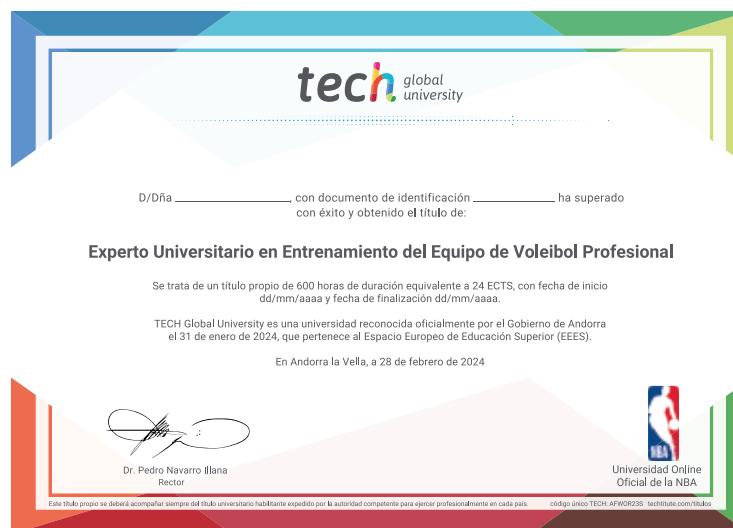 tech global university
D/Dña ____________, con documento de identificación ____________ ha superado
con éxito y obtenido el título de:
Experto Universitario en Entrenamiento del Equipo de Voleibol Profesional
Se trata de un título propio de 600 horas de duración equivalente a 24 ECTS, con fecha de inicio
dd/mm/aaaa y fecha de finalización dd/mm/aaaa.
TECH Global University es una universidad reconocida oficialmente por el Gobierno de Andorra
el 31 de enero de 2024, que pertenece al Espacio Europeo de Educación Superior (EEES).
En Andorra la Vella, a 28 de febrero de 2024
Dr. Pedro Navarro Illana
Rector
NBA
Universidad Online
Oficial de la NBA
Este título propio se deberá acompañar siempre del título universitario habilitante expedido por la autoridad competente para ejercer profesionalmente en cada país. código único TECH: AFWOR23S techtitute.com/titulos